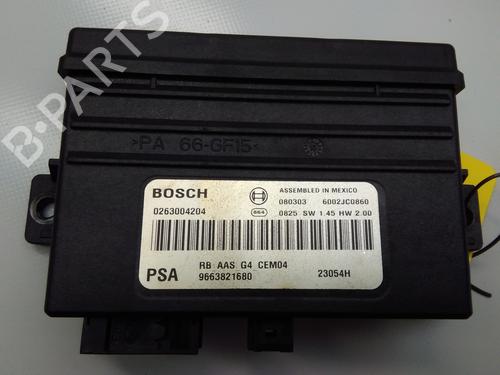 B-PARTS
>PA 66-GF15<
BOSCH
ASSEMBLED IN MEXICO
080303 6002JC0860
0263004204
864
0825 SW 1.45 HW 2.00
PSA
RB AAS G4 CEM04
9663821680
23054H